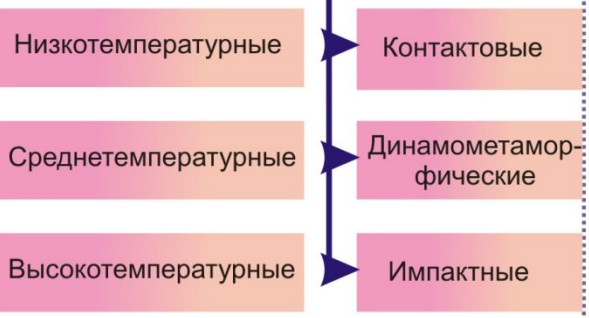 Низкотемпературные
Контактовые
Среднетемпературные
Динамометамор-
фические
Высокотемпературные
Импактные